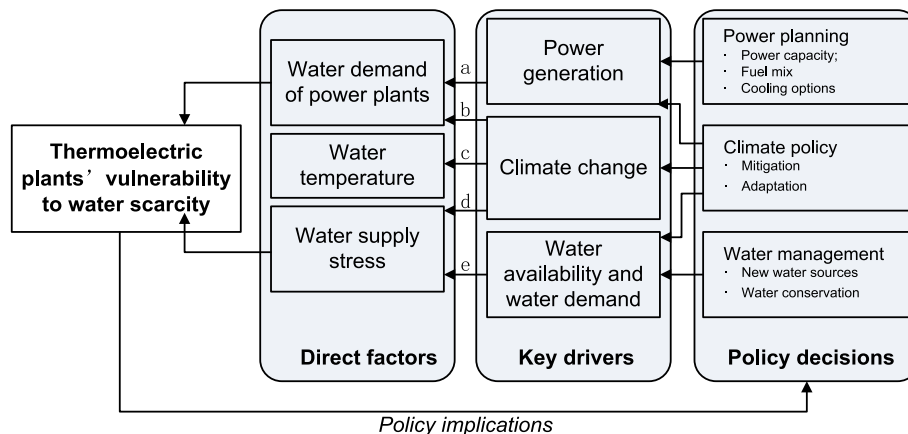 Thermoelectric
plants’ vulnerability
to water scarcity
Water demand
of power plants
Water
temperature
Water supply
stress
Direct factors
a
b
c
d
e
Power
generation
Climate change
Water
availability and
water demand
Key drivers
Power planning
· Power capacity;
· Fuel mix
· Cooling options
Climate policy
· Mitigation
· Adaptation
Water management
· New water sources
· Water conservation
Policy decisions
Policy implications